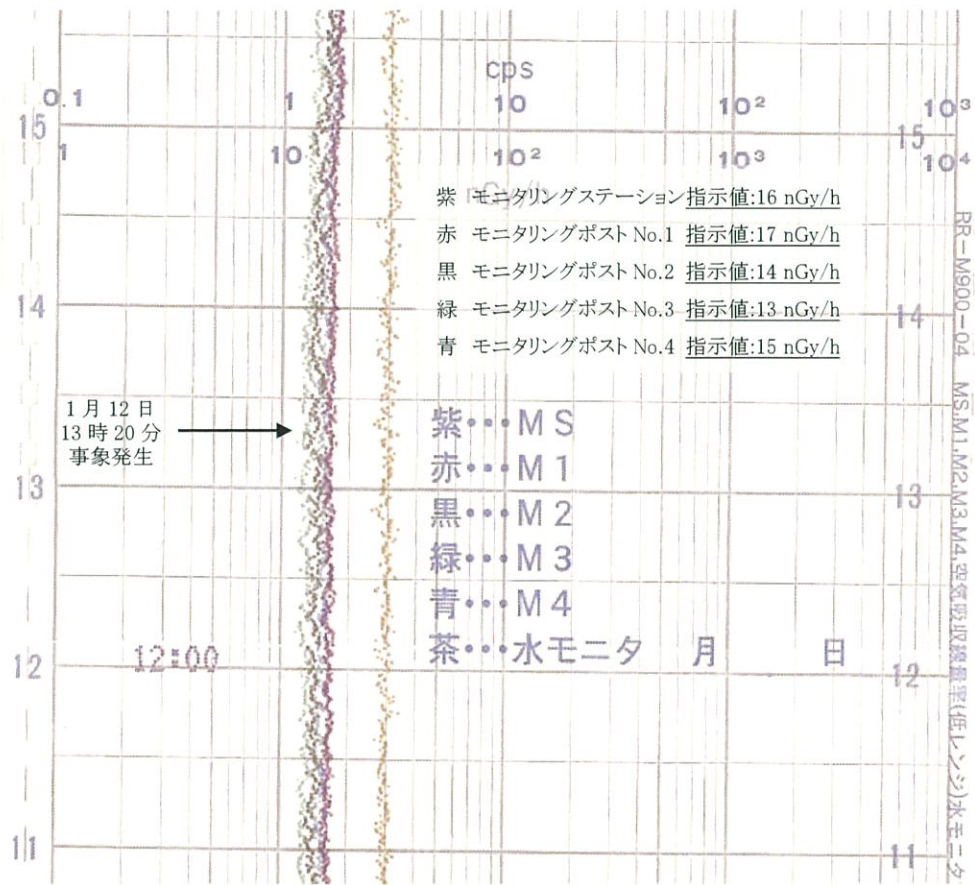 cps
0.1 1 10 10² 10³
15 15
1 10 10² 10³ 10⁴
nGy/h
紫 モニタリングステーション指示値:16 nGy/h
赤 モニタリングポスト No.1 指示値:17 nGy/h
黒 モニタリングポスト No.2 指示値:14 nGy/h
緑 モニタリングポスト No.3 指示値:13 nGy/h
青 モニタリングポスト No.4 指示値:15 nGy/h
14 14
1月12日
13時20分
事象発生
紫・・・MS
赤・・・M1
13 13
黒・・・M2
緑・・・M3
青・・・M4
茶・・・水モニタ 月 日
12 12:00 12
11 11
RR-M900-04 MS,M1,M2,M3,M4,空気吸収線量率(低レンジ)水モニタ